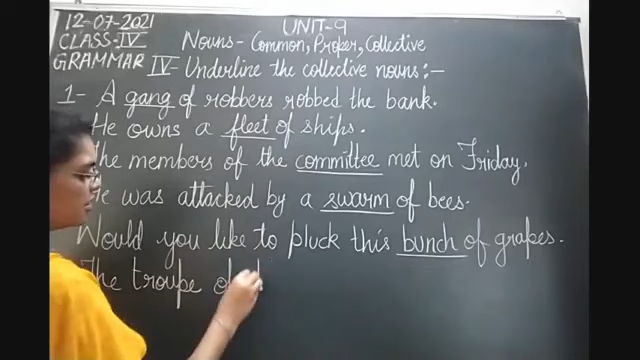 12-07-2021
UNIT-9
CLASS-IV
Nouns- Common, Proper, Collective
GRAMMAR
IV- Underline the collective nouns:-
1- A gang of robbers robbed the bank.
He owns a fleet of ships.
The members of the committee met on Friday.
He was attacked by a swarm of bees.
Would you like to pluck this bunch of grapes.
The troupe of